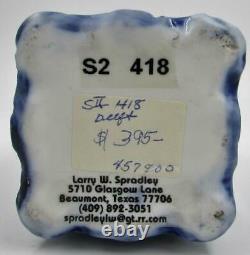 S2 418
SII 418
Delft
$ 395-
457900
Larry W. Spradley
5710 Glasgow Lane
Beaumont, Texas 77706
(409) 892-3051
spradleylw@gt.rr.com